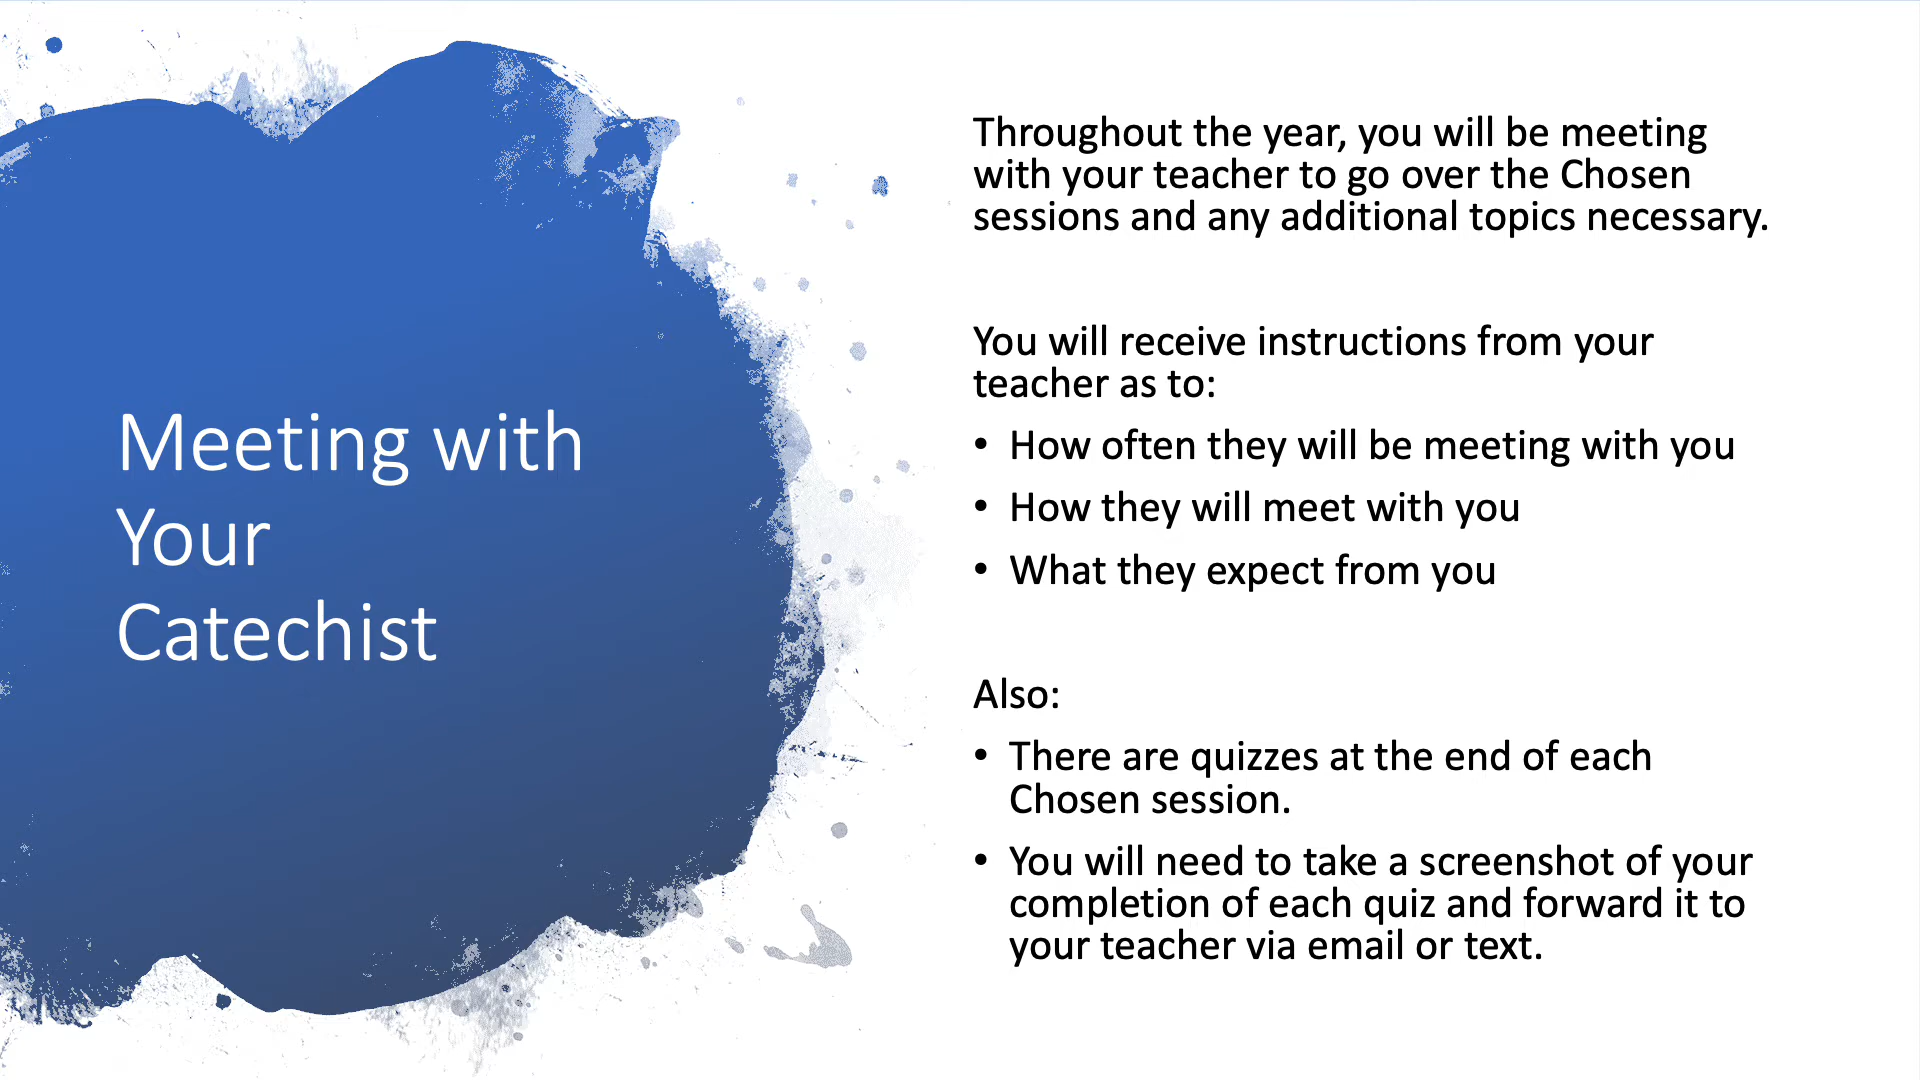 Meeting with
Your
Catechist
Throughout the year, you will be meeting
with your teacher to go over the Chosen
sessions and any additional topics necessary.
You will receive instructions from your
teacher as to:
• How often they will be meeting with you
• How they will meet with you
• What they expect from you
Also:
• There are quizzes at the end of each
Chosen session.
• You will need to take a screenshot of your
completion of each quiz and forward it to
your teacher via email or text.